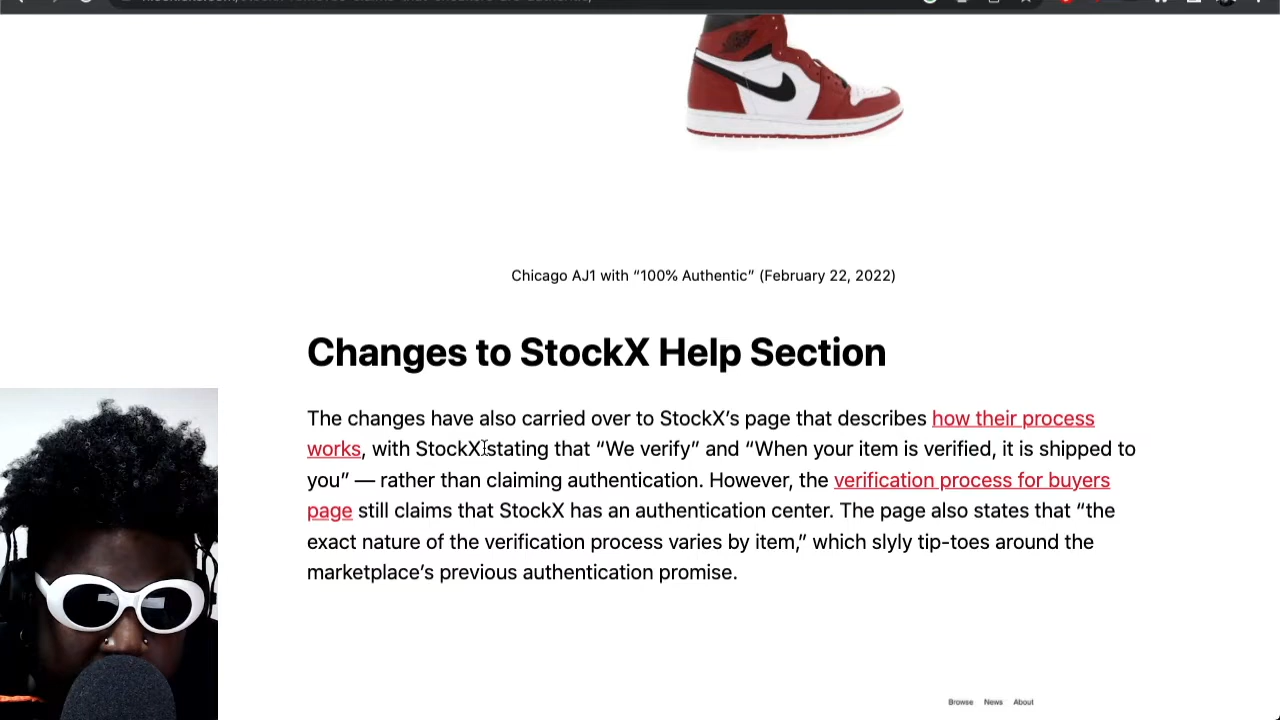 Chicago AJ1 with “100% Authentic” (February 22, 2022)
Changes to StockX Help Section
The changes have also carried over to StockX’s page that describes how their process
works, with StockX stating that “We verify” and “When your item is verified, it is shipped to
you” — rather than claiming authentication. However, the verification process for buyers
page still claims that StockX has an authentication center. The page also states that “the
exact nature of the verification process varies by item,” which slyly tip-toes around the
marketplace’s previous authentication promise.
Browse News About